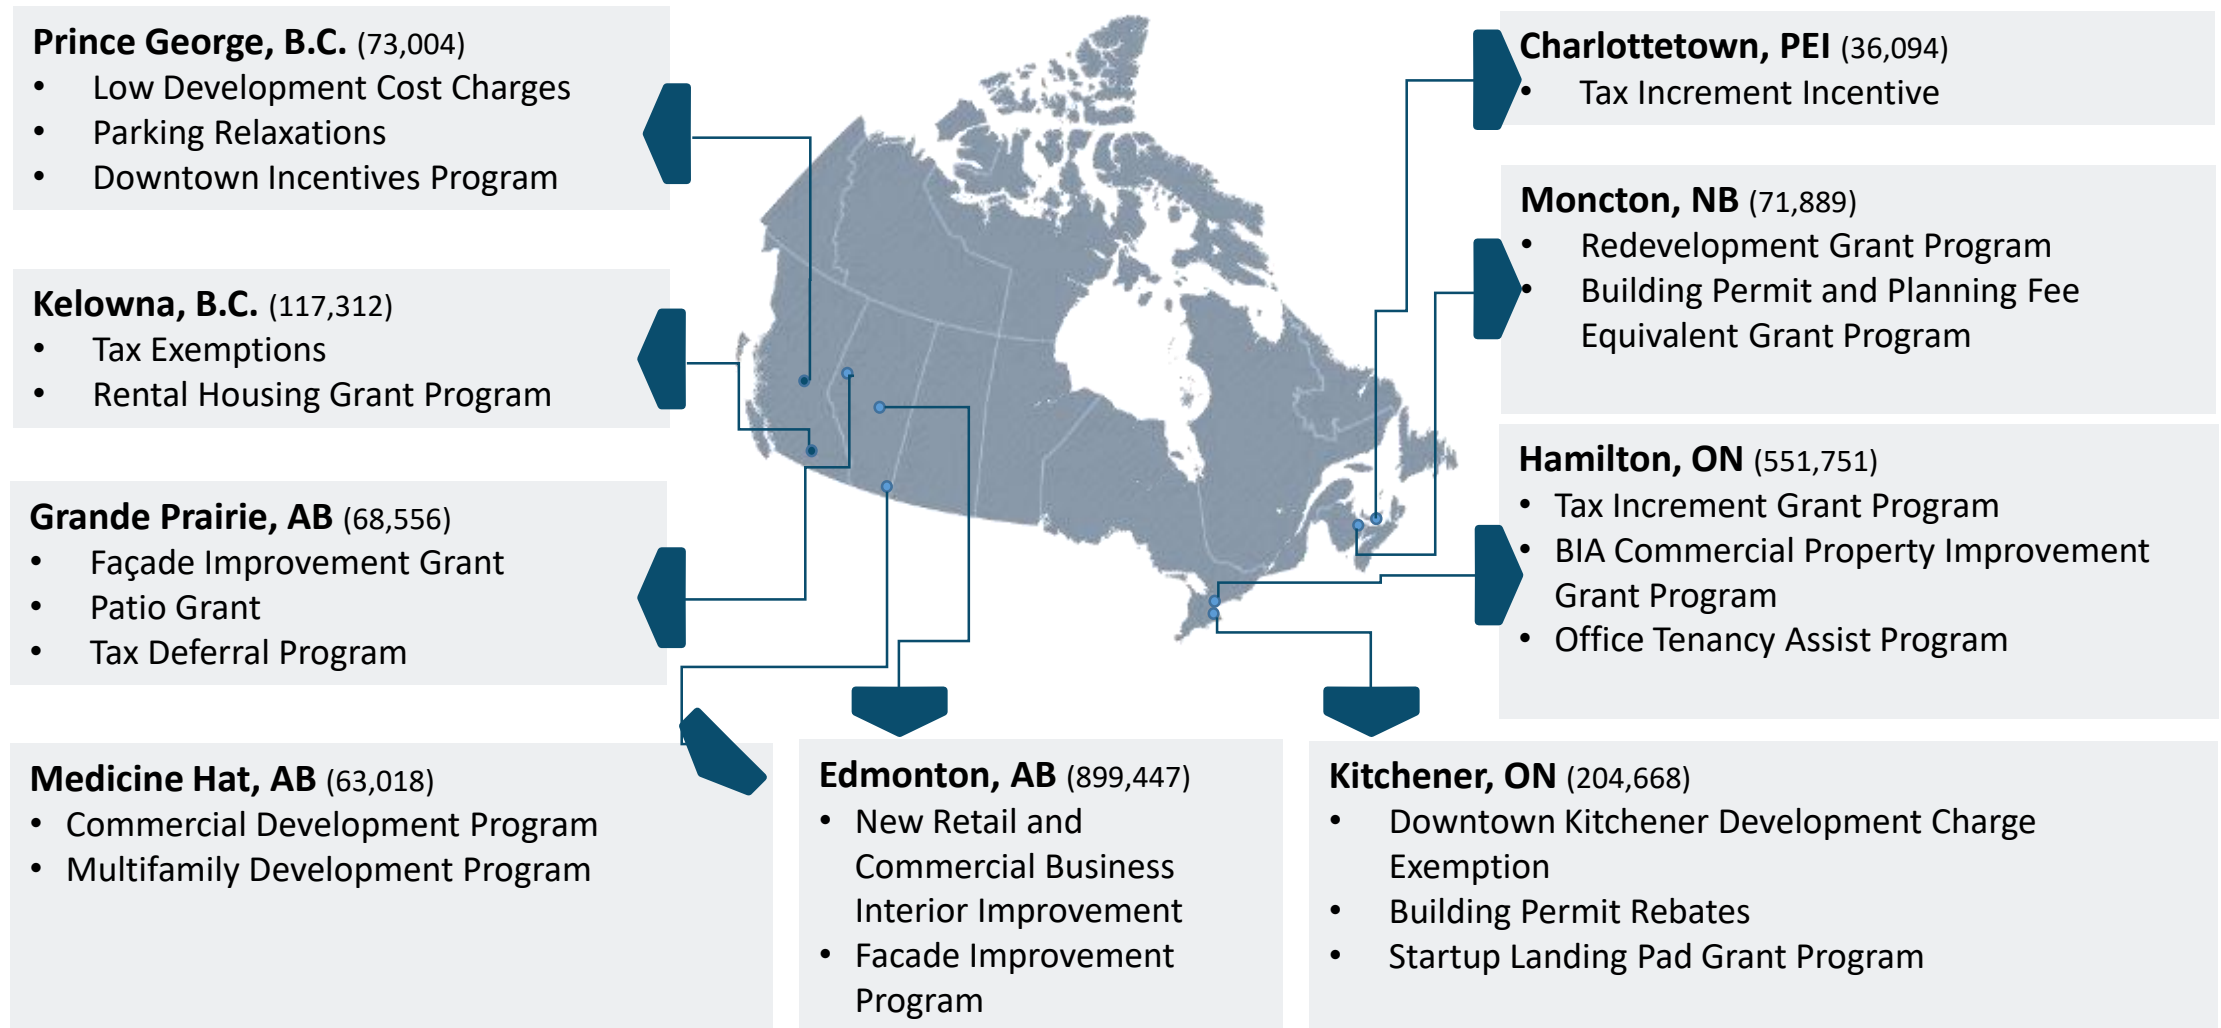 Prince George, B.C. (73,004)
• Low Development Cost Charges
• Parking Relaxations
• Downtown Incentives Program
Kelowna, B.C. (117,312)
• Tax Exemptions
• Rental Housing Grant Program
Grande Prairie, AB (68,556)
• Façade Improvement Grant
• Patio Grant
• Tax Deferral Program
Medicine Hat, AB (63,018)
• Commercial Development Program
• Multifamily Development Program
Edmonton, AB (899,447)
• New Retail and
Commercial Business
Interior Improvement
• Facade Improvement
Program
Charlottetown, PEI (36,094)
• Tax Increment Incentive
Moncton, NB (71,889)
• Redevelopment Grant Program
• Building Permit and Planning Fee
Equivalent Grant Program
Hamilton, ON (551,751)
• Tax Increment Grant Program
• BIA Commercial Property Improvement
Grant Program
• Office Tenancy Assist Program
Kitchener, ON (204,668)
• Downtown Kitchener Development Charge
Exemption
• Building Permit Rebates
• Startup Landing Pad Grant Program